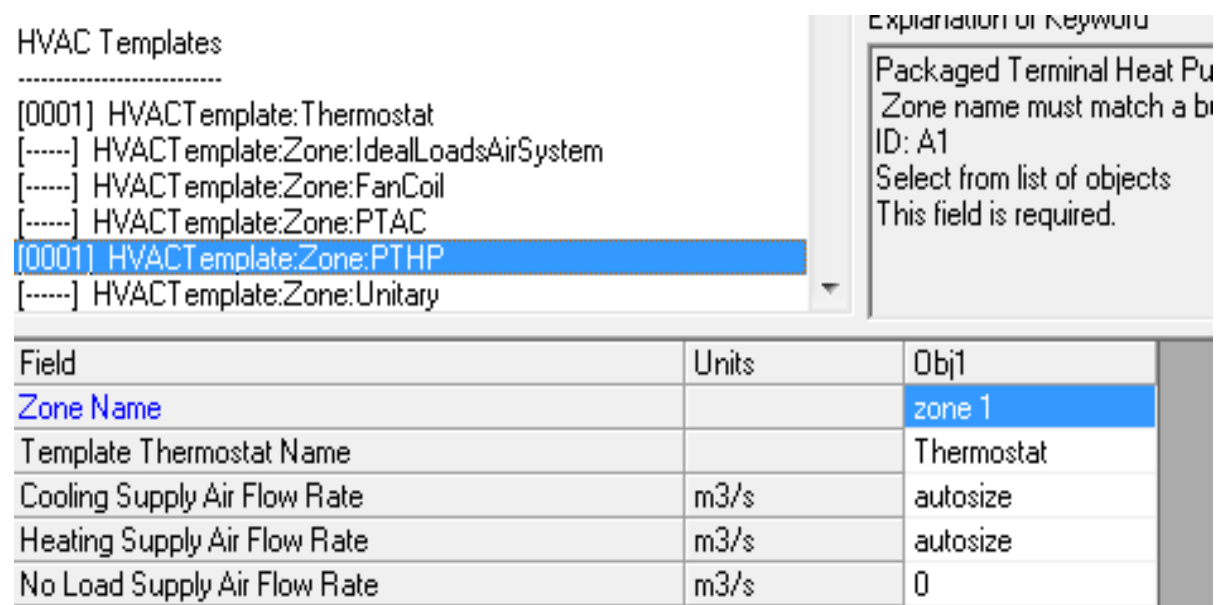 HVAC Templates
---------------------------
[0001] HVACTemplate:Thermostat
[------] HVACTemplate:Zone:IdealLoadsAirSystem
[------] HVACTemplate:Zone:FanCoil
[------] HVACTemplate:Zone:PTAC
[0001] HVACTemplate:Zone:PTHP
[------] HVACTemplate:Zone:Unitary
Explanation of Keyword
Packaged Terminal Heat Pu
Zone name must match a bu
ID: A1
Select from list of objects
This field is required.
Field Units Obj1
Zone Name zone 1
Template Thermostat Name Thermostat
Cooling Supply Air Flow Rate m3/s autosize
Heating Supply Air Flow Rate m3/s autosize
No Load Supply Air Flow Rate m3/s 0